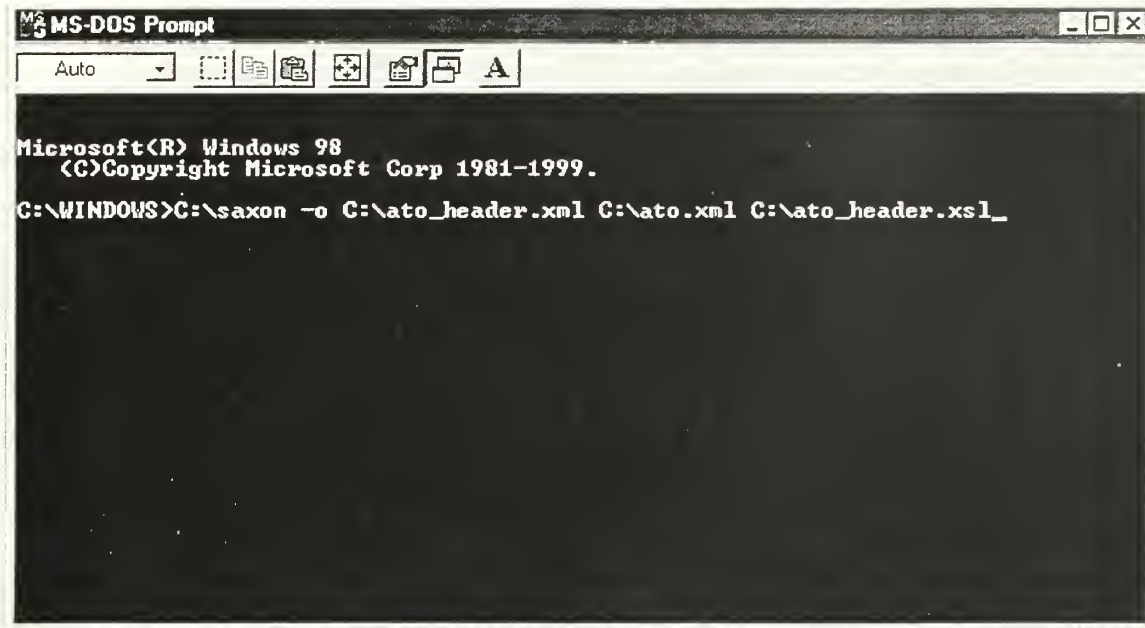 MS-DOS Prompt
Auto
A
Microsoft(R) Windows 98
(C)Copyright Microsoft Corp 1981-1999.
C:\WINDOWS>C:\saxon -o C:\ato_header.xml C:\ato.xml C:\ato_header.xsl_